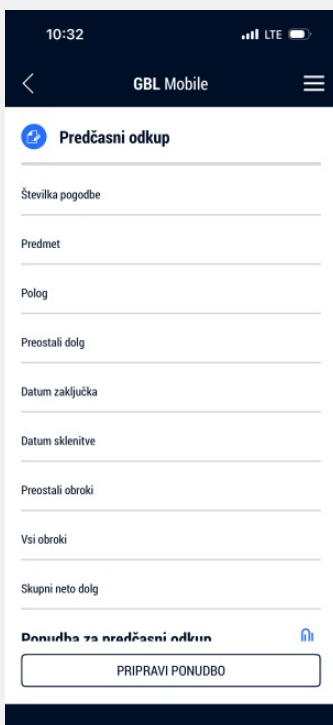 10:32
LTE
GBL Mobile
Predčasni odkup
Številka pogodbe
Predmet
Polog
Preostali dolg
Datum zaključka
Datum sklenitve
Preostali obroki
Vsi obroki
Skupni neto dolg
Ponudba za predčasni odkup
PRIPRAVI PONUDBO